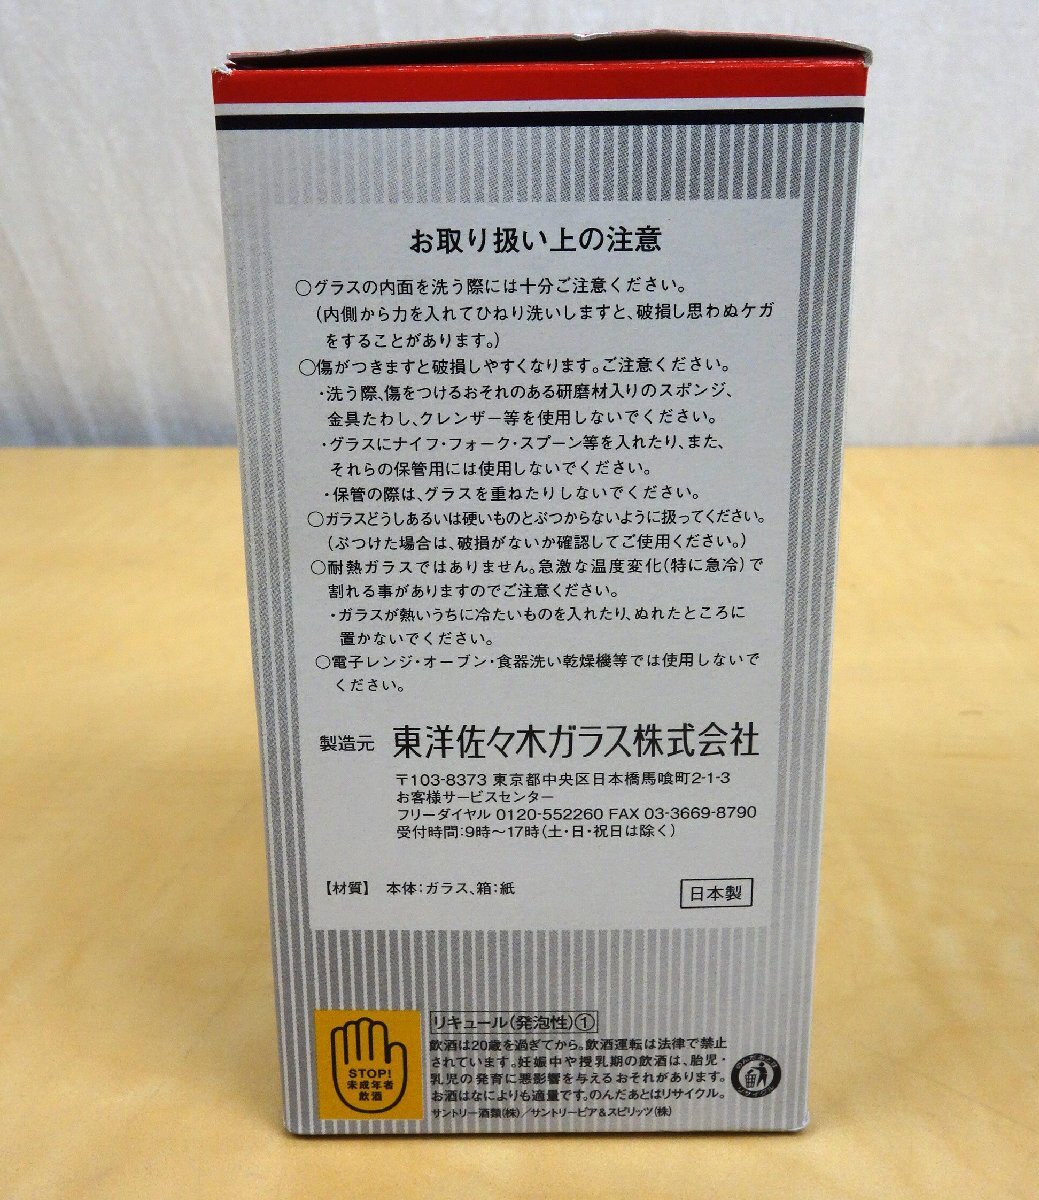 お取り扱い上の注意
○グラスの内面を洗う際には十分ご注意ください。
(内側から力を入れてひねり洗いしますと、破損し思わぬケガ
をすることがあります。)
○傷がつきますと破損しやすくなります。ご注意ください。
・洗う際、傷をつけるおそれのある研磨材入りのスポンジ、
金具たわし、クレンザー等を使用しないでください。
・グラスにナイフ・フォーク・スプーン等を入れたり、また、
それらの保管用には使用しないでください。
・保管の際は、グラスを重ねたりしないでください。
○ガラスどうしあるいは硬いものとぶつからないように扱ってください。
(ぶつけた場合は、破損がないか確認してご使用ください。)
○耐熱ガラスではありません。急激な温度変化(特に急冷)で
割れる事がありますのでご注意ください。
・ガラスが熱いうちに冷たいものを入れたり、ぬれたところに
置かないでください。
○電子レンジ・オーブン・食器洗い乾燥機等では使用しないで
ください。
製造元 東洋佐々木ガラス株式会社
〒103-8373 東京都中央区日本橋馬喰町2-1-3
お客様サービスセンター
フリーダイヤル 0120-552260 FAX 03-3669-8790
受付時間:9時〜17時(土・日・祝日は除く)
【材質】 本体:ガラス、箱:紙
日本製
STOP!
未成年者
飲酒
リキュール(発泡性)①
飲酒は20歳を過ぎてから。飲酒運転は法律で禁止
されています。妊娠中や授乳期の飲酒は、胎児・
乳児の発育に悪影響を与えるおそれがあります。
お酒はなによりも適量です。のんだあとはリサイクル。
サントリー酒類(株)/サントリービア&スピリッツ(株)